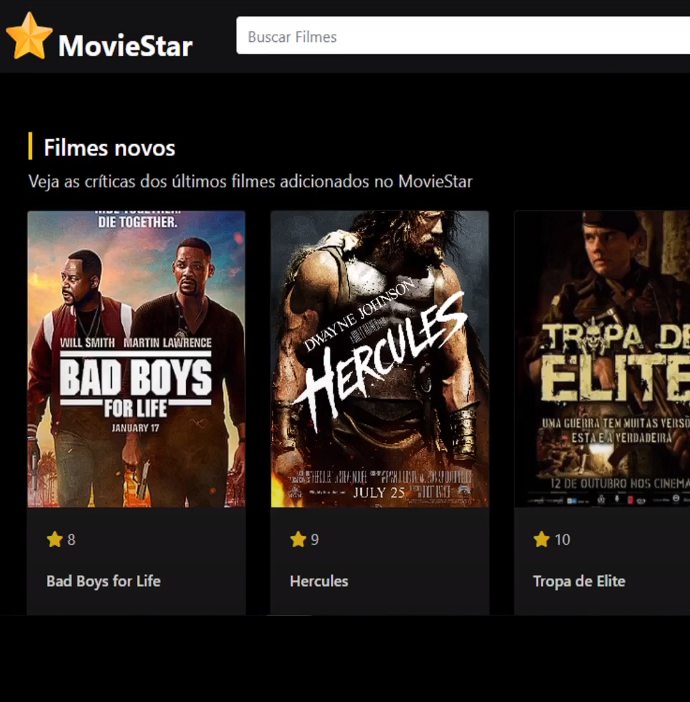 MovieStar
Buscar Filmes
Filmes novos
Veja as críticas dos últimos filmes adicionados no MovieStar
DIE TOGETHER.
WILL SMITH MARTIN LAWRENCE
BAD BOYS
FOR LIFE
JANUARY 17
DWAYNE JOHNSON
HERCULES
JULY 25
TROPA DE
ELITE
UMA GUERRA TEM MUITAS VERSÕ
ESTA É A VERDADEIRA
12 DE OUTUBRO NOS CINEMA
8
Bad Boys for Life
9
Hercules
10
Tropa de Elite